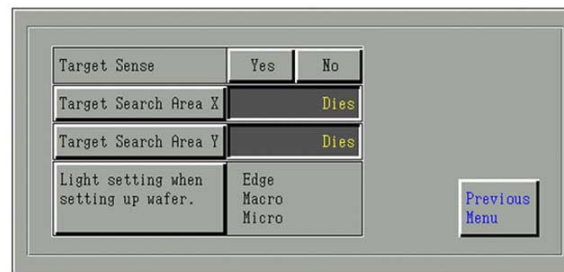 Target Sense Yes No
Target Search Area X Dies
Target Search Area Y Dies
Light setting when
setting up wafer.
Edge
Macro
Micro
Previous
Menu